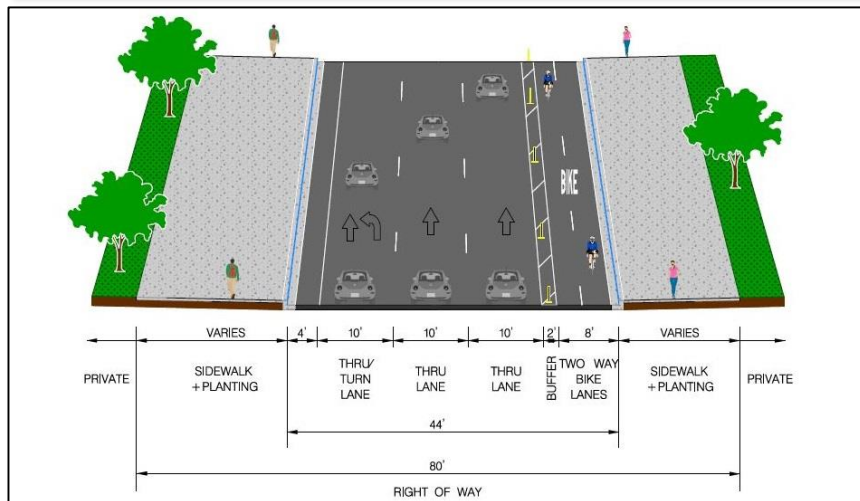 BIKE
VARIES 4' 10' 10' 10' 2' 8' VARIES
PRIVATE
SIDEWALK
+ PLANTING
THRU/
TURN
LANE
THRU
LANE
THRU
LANE
BUFFER
TWO WAY
BIKE
LANES
SIDEWALK
+ PLANTING
PRIVATE
44'
80'
RIGHT OF WAY